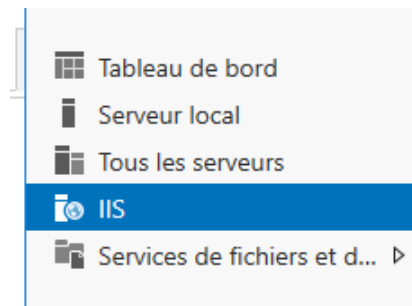 Tableau de bord
Serveur local
Tous les serveurs
IIS
Services de fichiers et d...